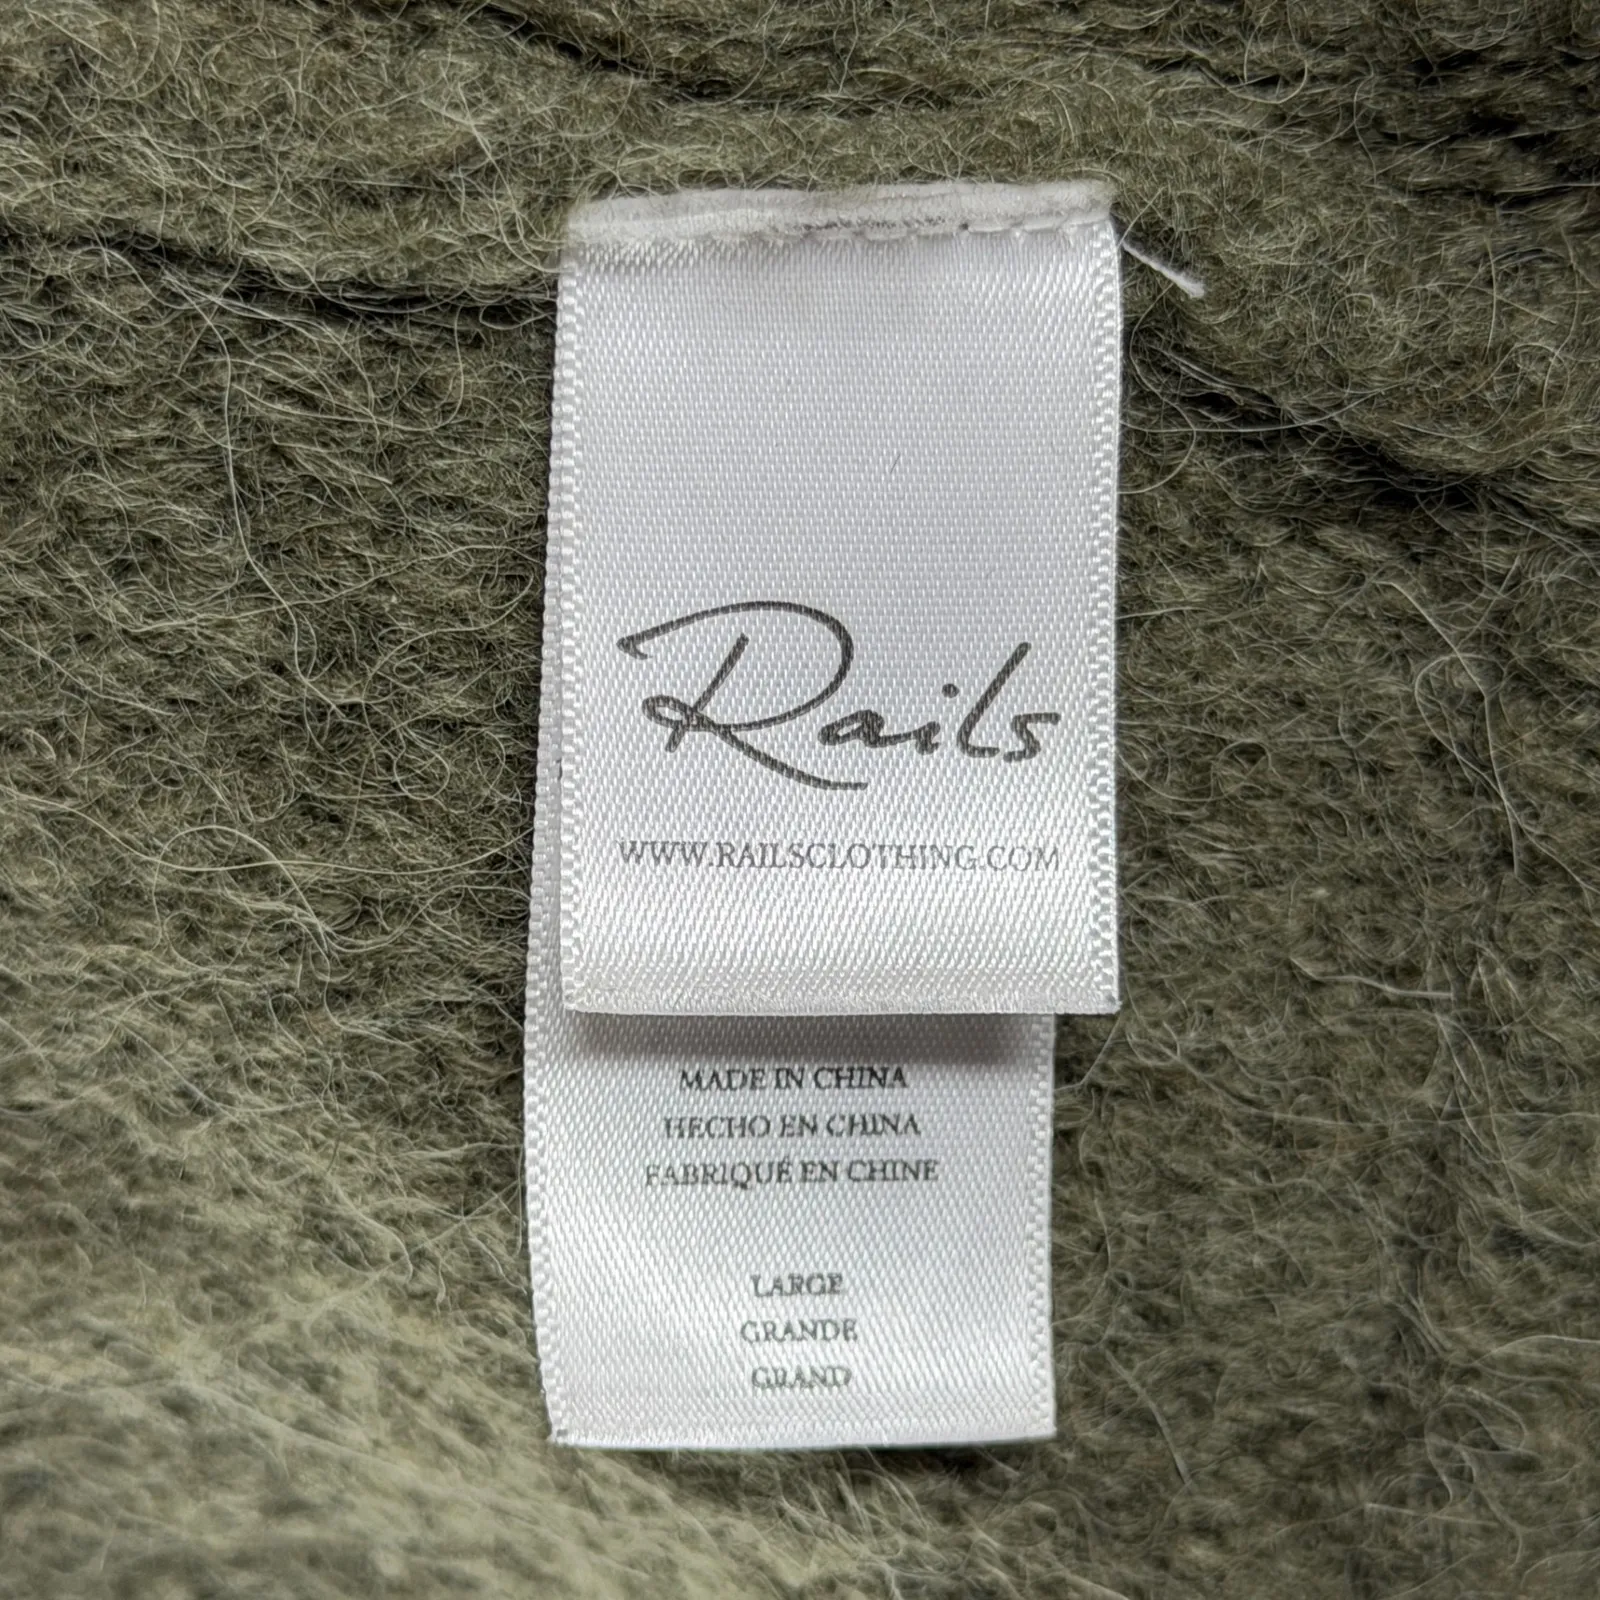 Rails
WWW.RAILSCLOTHING.COM
MADE IN CHINA
HECHO EN CHINA
FABRIQUÉ EN CHINE
LARGE
GRANDE
GRAND